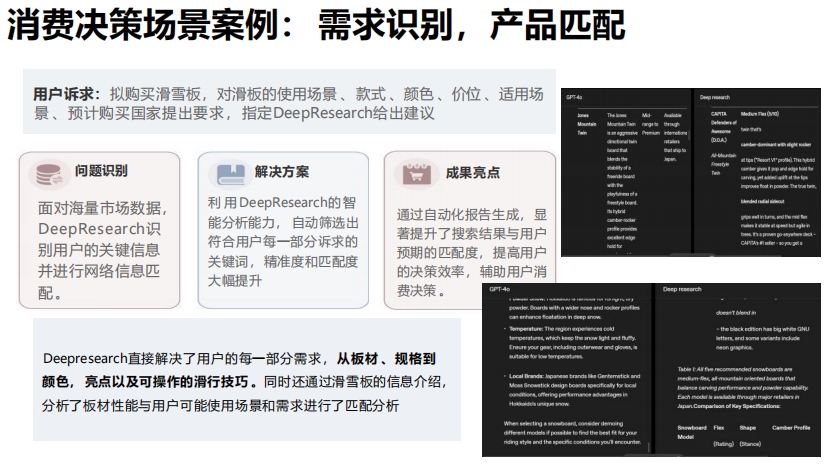 消费决策场景案例： 需求识别，产品匹配
用户诉求：拟购买滑雪板，对滑板的使用场景、款式、颜色、价位、适用场
景、预计购买国家提出要求，指定DeepResearch给出建议
问题识别
面对海量市场数据，
DeepResearch识
别用户的关键信息
并进行网络信息匹
配。
解决方案
利用DeepResearch的智
能分析能力，自动筛选出
符合用户每一部分诉求的
关键词，精准度和匹配度
大幅提升
成果亮点
通过自动化报告生成，显
著提升了搜索结果与用户
预期的匹配度，提高用户
的决策效率，辅助用户消
费决策。
Deepresearch直接解决了用户的每一部分需求，从板材、规格到
颜色，亮点以及可操作的滑行技巧。同时还通过滑雪板的信息介绍，
分析了板材性能与用户可能使用场景和需求进行了匹配分析
GPT-4o
Jones
Mountain
Twin
The Jones
Mountain Twin
is an aggressive
directional twin
board that
blends the
stability of a
freeride board
with the
playfulness of a
freestyle board.
Its hybrid
camber-rocker
profile provides
excellent edge
hold for
Mid-
range to
Premium
Available
through
international
retailers
that ship to
Japan.
Deep research
CAPITA
Defenders of
Awesome
(D.O.A.)
All-Mountain
Freestyle
Twin
Medium Flex (5/10)
twin that's
camber-dominant with slight rocker
at tips ("Resort V1" profile). This hybrid
camber gives it pop and edge hold for
carving, yet added uplift at the tips
improves float in powder. The true twin,
blended radial sidecut
grips well in turns, and the mid flex
makes it stable at speed but agile in
trees. It's a proven go-anywhere deck –
CAPiTA's #1 seller – so you get a
GPT-4o
powder. Boards with a wider nose and rocker profiles
can enhance floatation in deep snow.
• Temperature: The region experiences cold
temperatures, which keep the snow light and fluffy.
Ensure your gear, including outerwear and gloves, is
suitable for low temperatures.
• Local Brands: Japanese brands like Gentemstick and
Moss Snowstick design boards specifically for local
conditions, offering performance advantages in
Hokkaido's unique snow.
When selecting a snowboard, consider demoing
different models if possible to find the best fit for your
riding style and the specific conditions you'll encounter.
Deep research
doesn't blend in
– the black edition has big white GNU
letters, and some variants include
neon graphics.
Table 1: All five recommended snowboards are
medium-flex, all-mountain oriented boards that
balance carving performance and powder capability.
Each model is available through major retailers in
Japan.Comparison of Key Specifications:
Snowboard Flex Shape Camber Profile
Model
(Rating) (Stance)